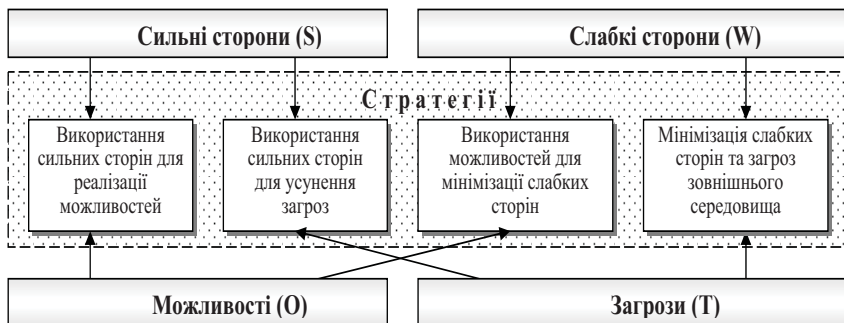 Сильні сторони (S)
Слабкі сторони (W)
Стратегії
Використання
сильних сторін для
реалізації
можливостей
Використання
сильних сторін
для усунення
загроз
Використання
можливостей для
мінімізації слабких
сторін
Мінімізація слабких
сторін та загроз
зовнішнього
середовища
Можливості (О)
Загрози (Т)